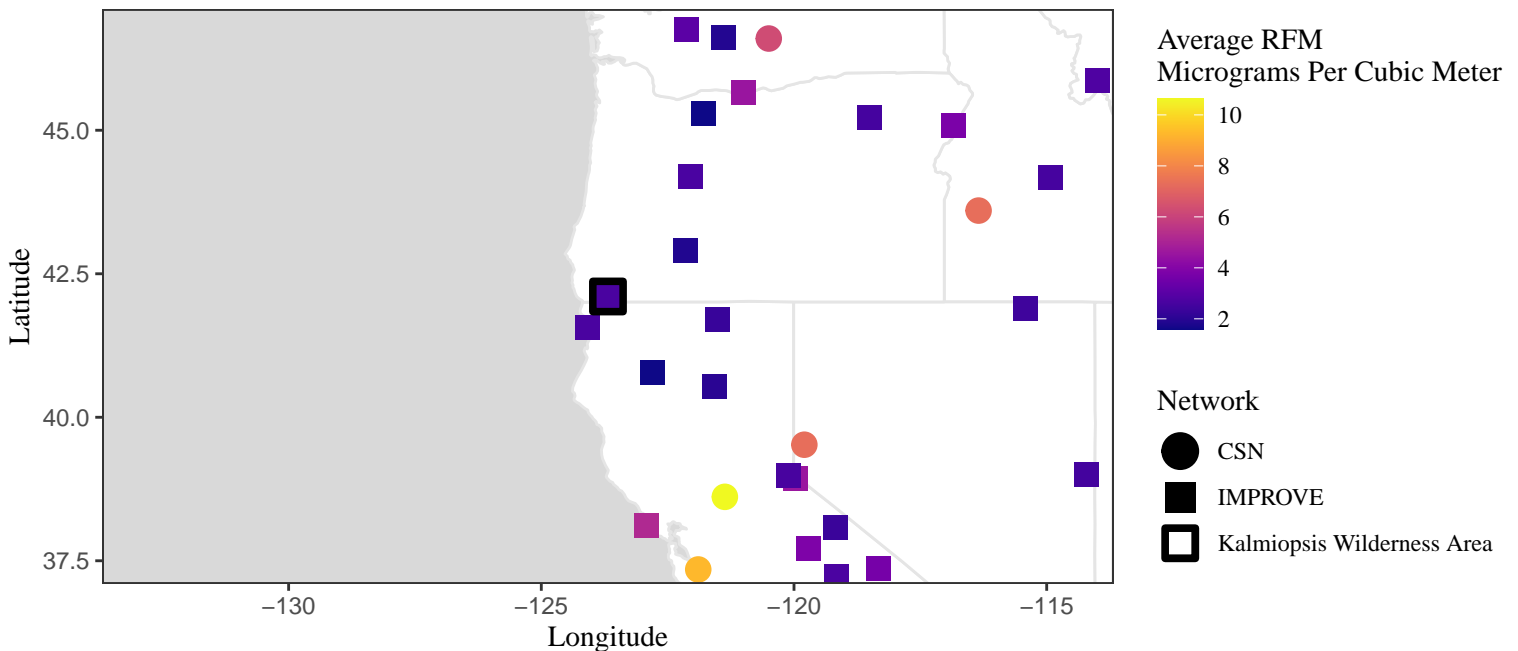 Average RFM
Micrograms Per Cubic Meter
10
8
6
4
2
Network
CSN
IMPROVE
Kalmiopsis Wilderness Area
Latitude
45.0
42.5
40.0
37.5
−130
−125
−120
−115
Longitude